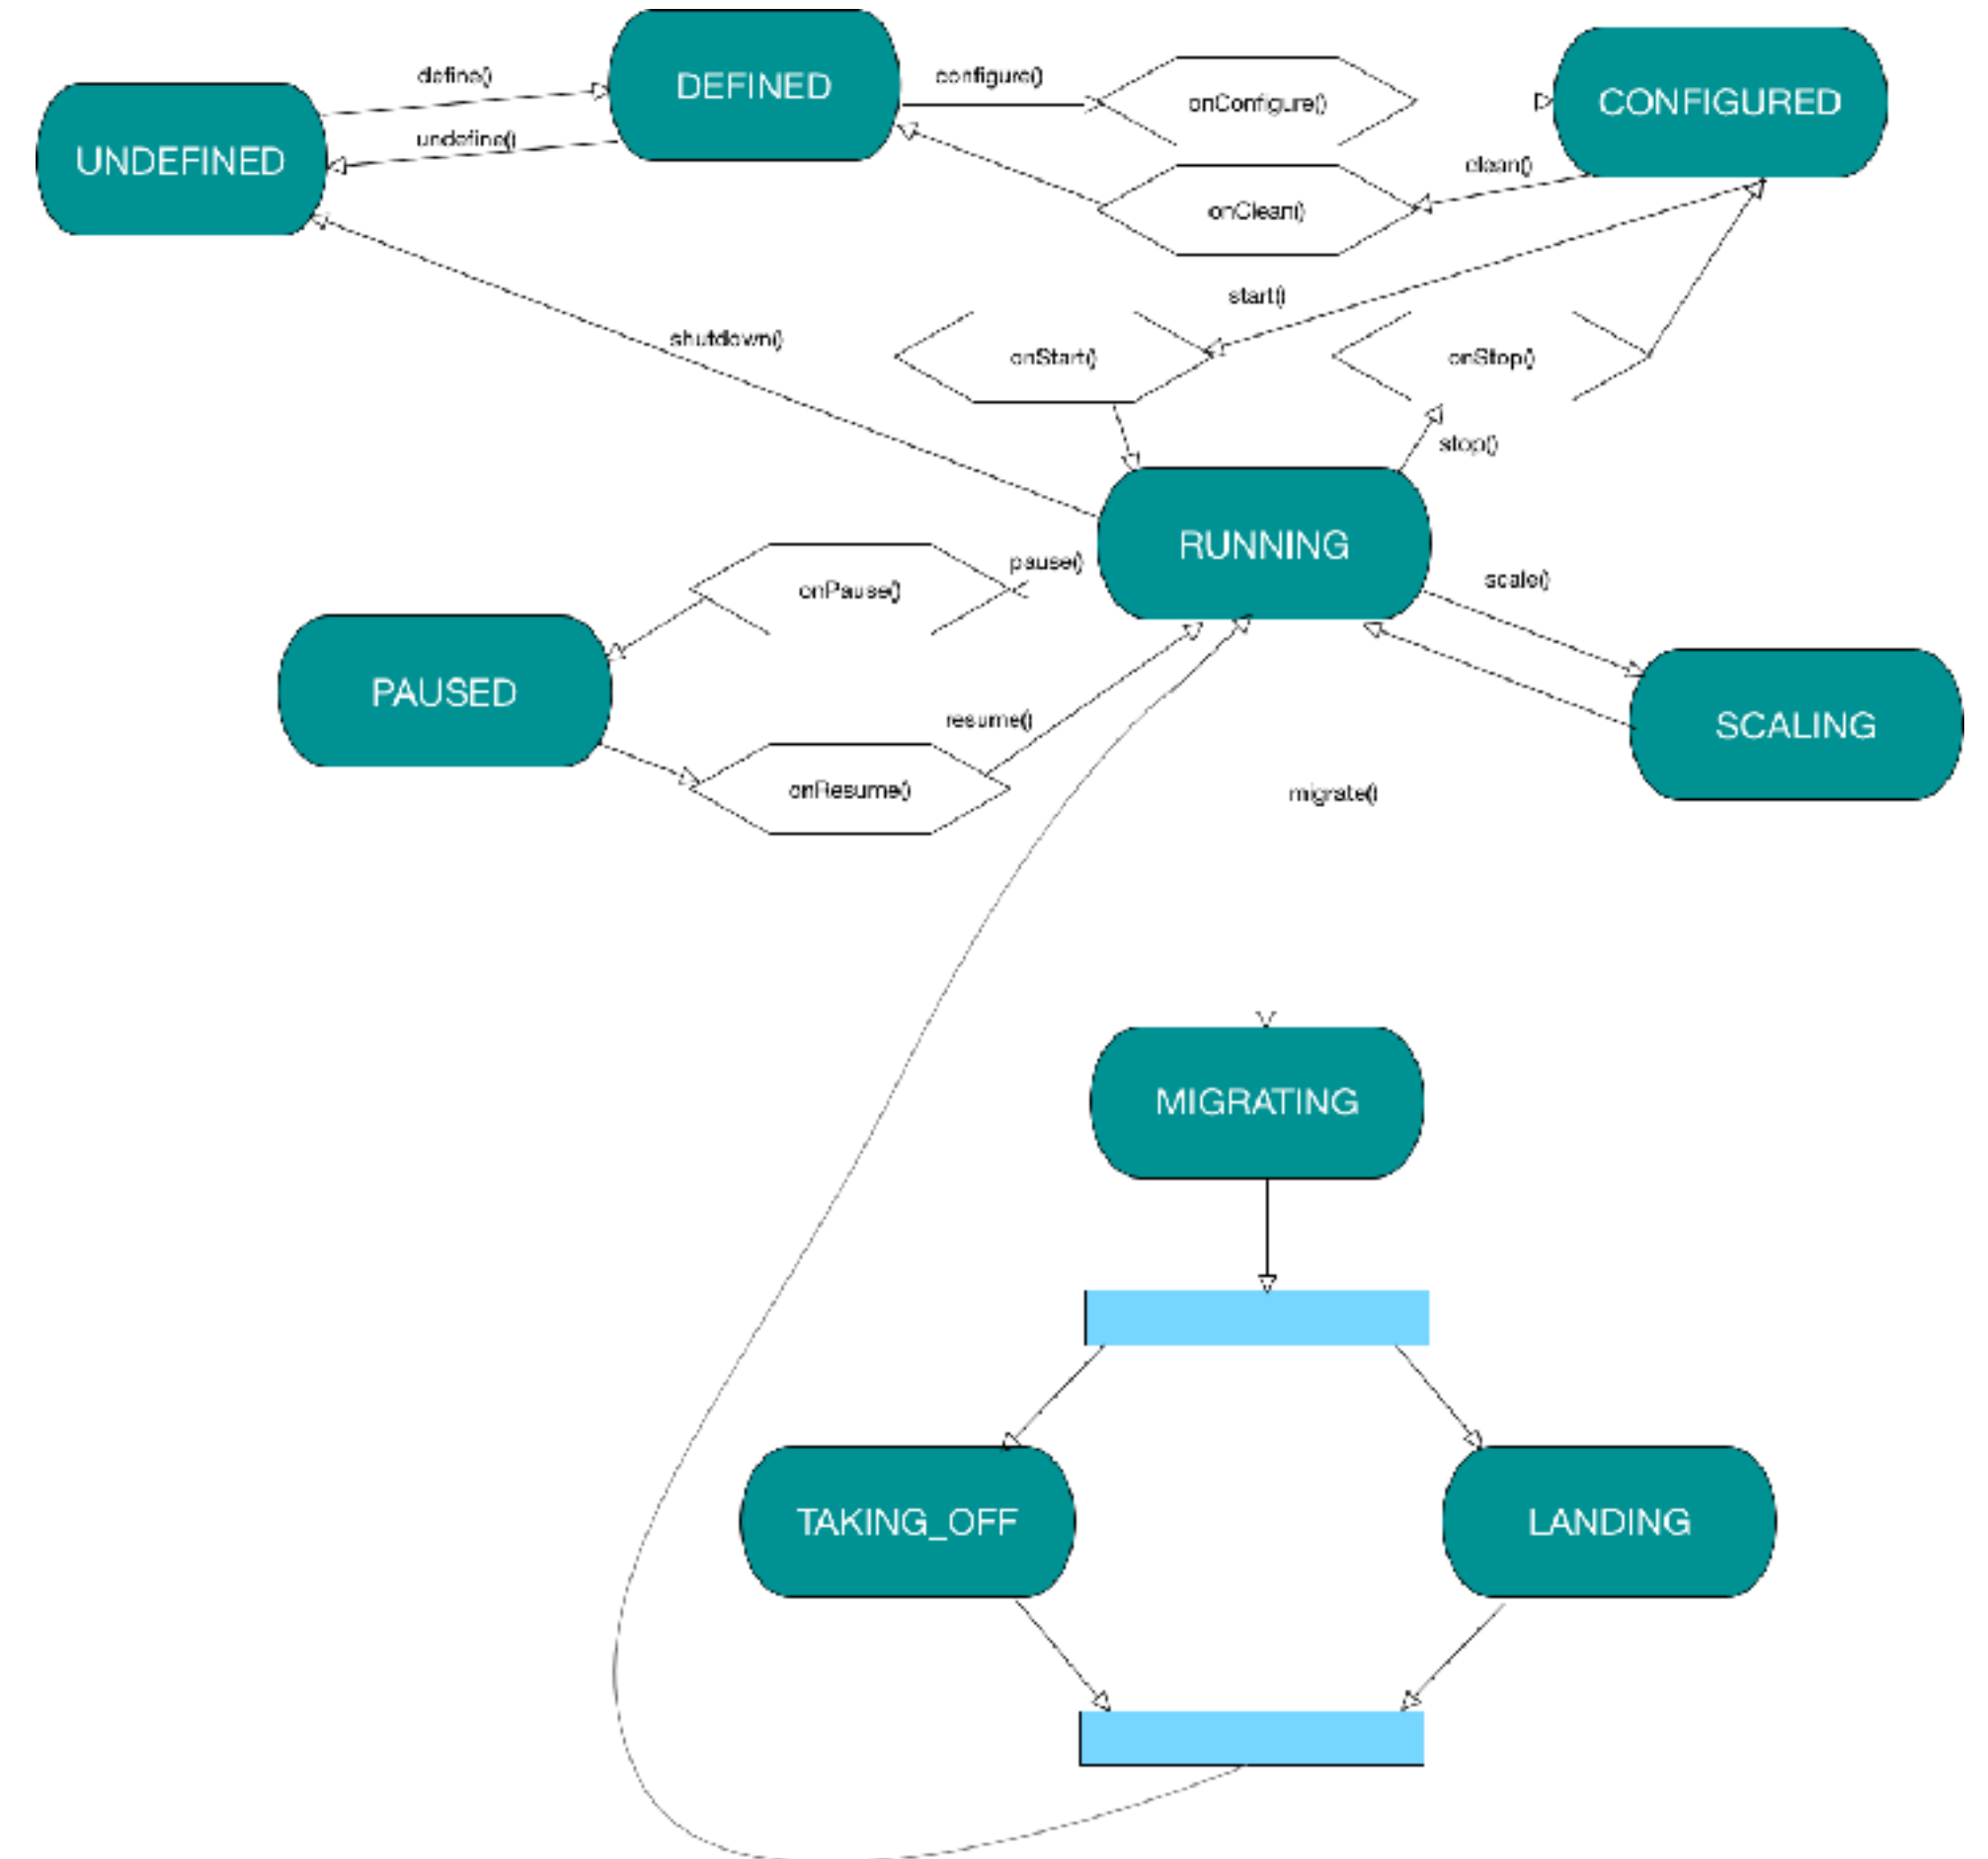 define()
DEFINED
configure()
onConfigure()
CONFIGURED
UNDEFINED
undefine()
clean()
onClean()
start()
shutdown()
onStart()
onStop()
stop()
RUNNING
pause()
onPause()
scale()
PAUSED
resume()
SCALING
onResume()
migrate()
MIGRATING
TAKING_OFF
LANDING